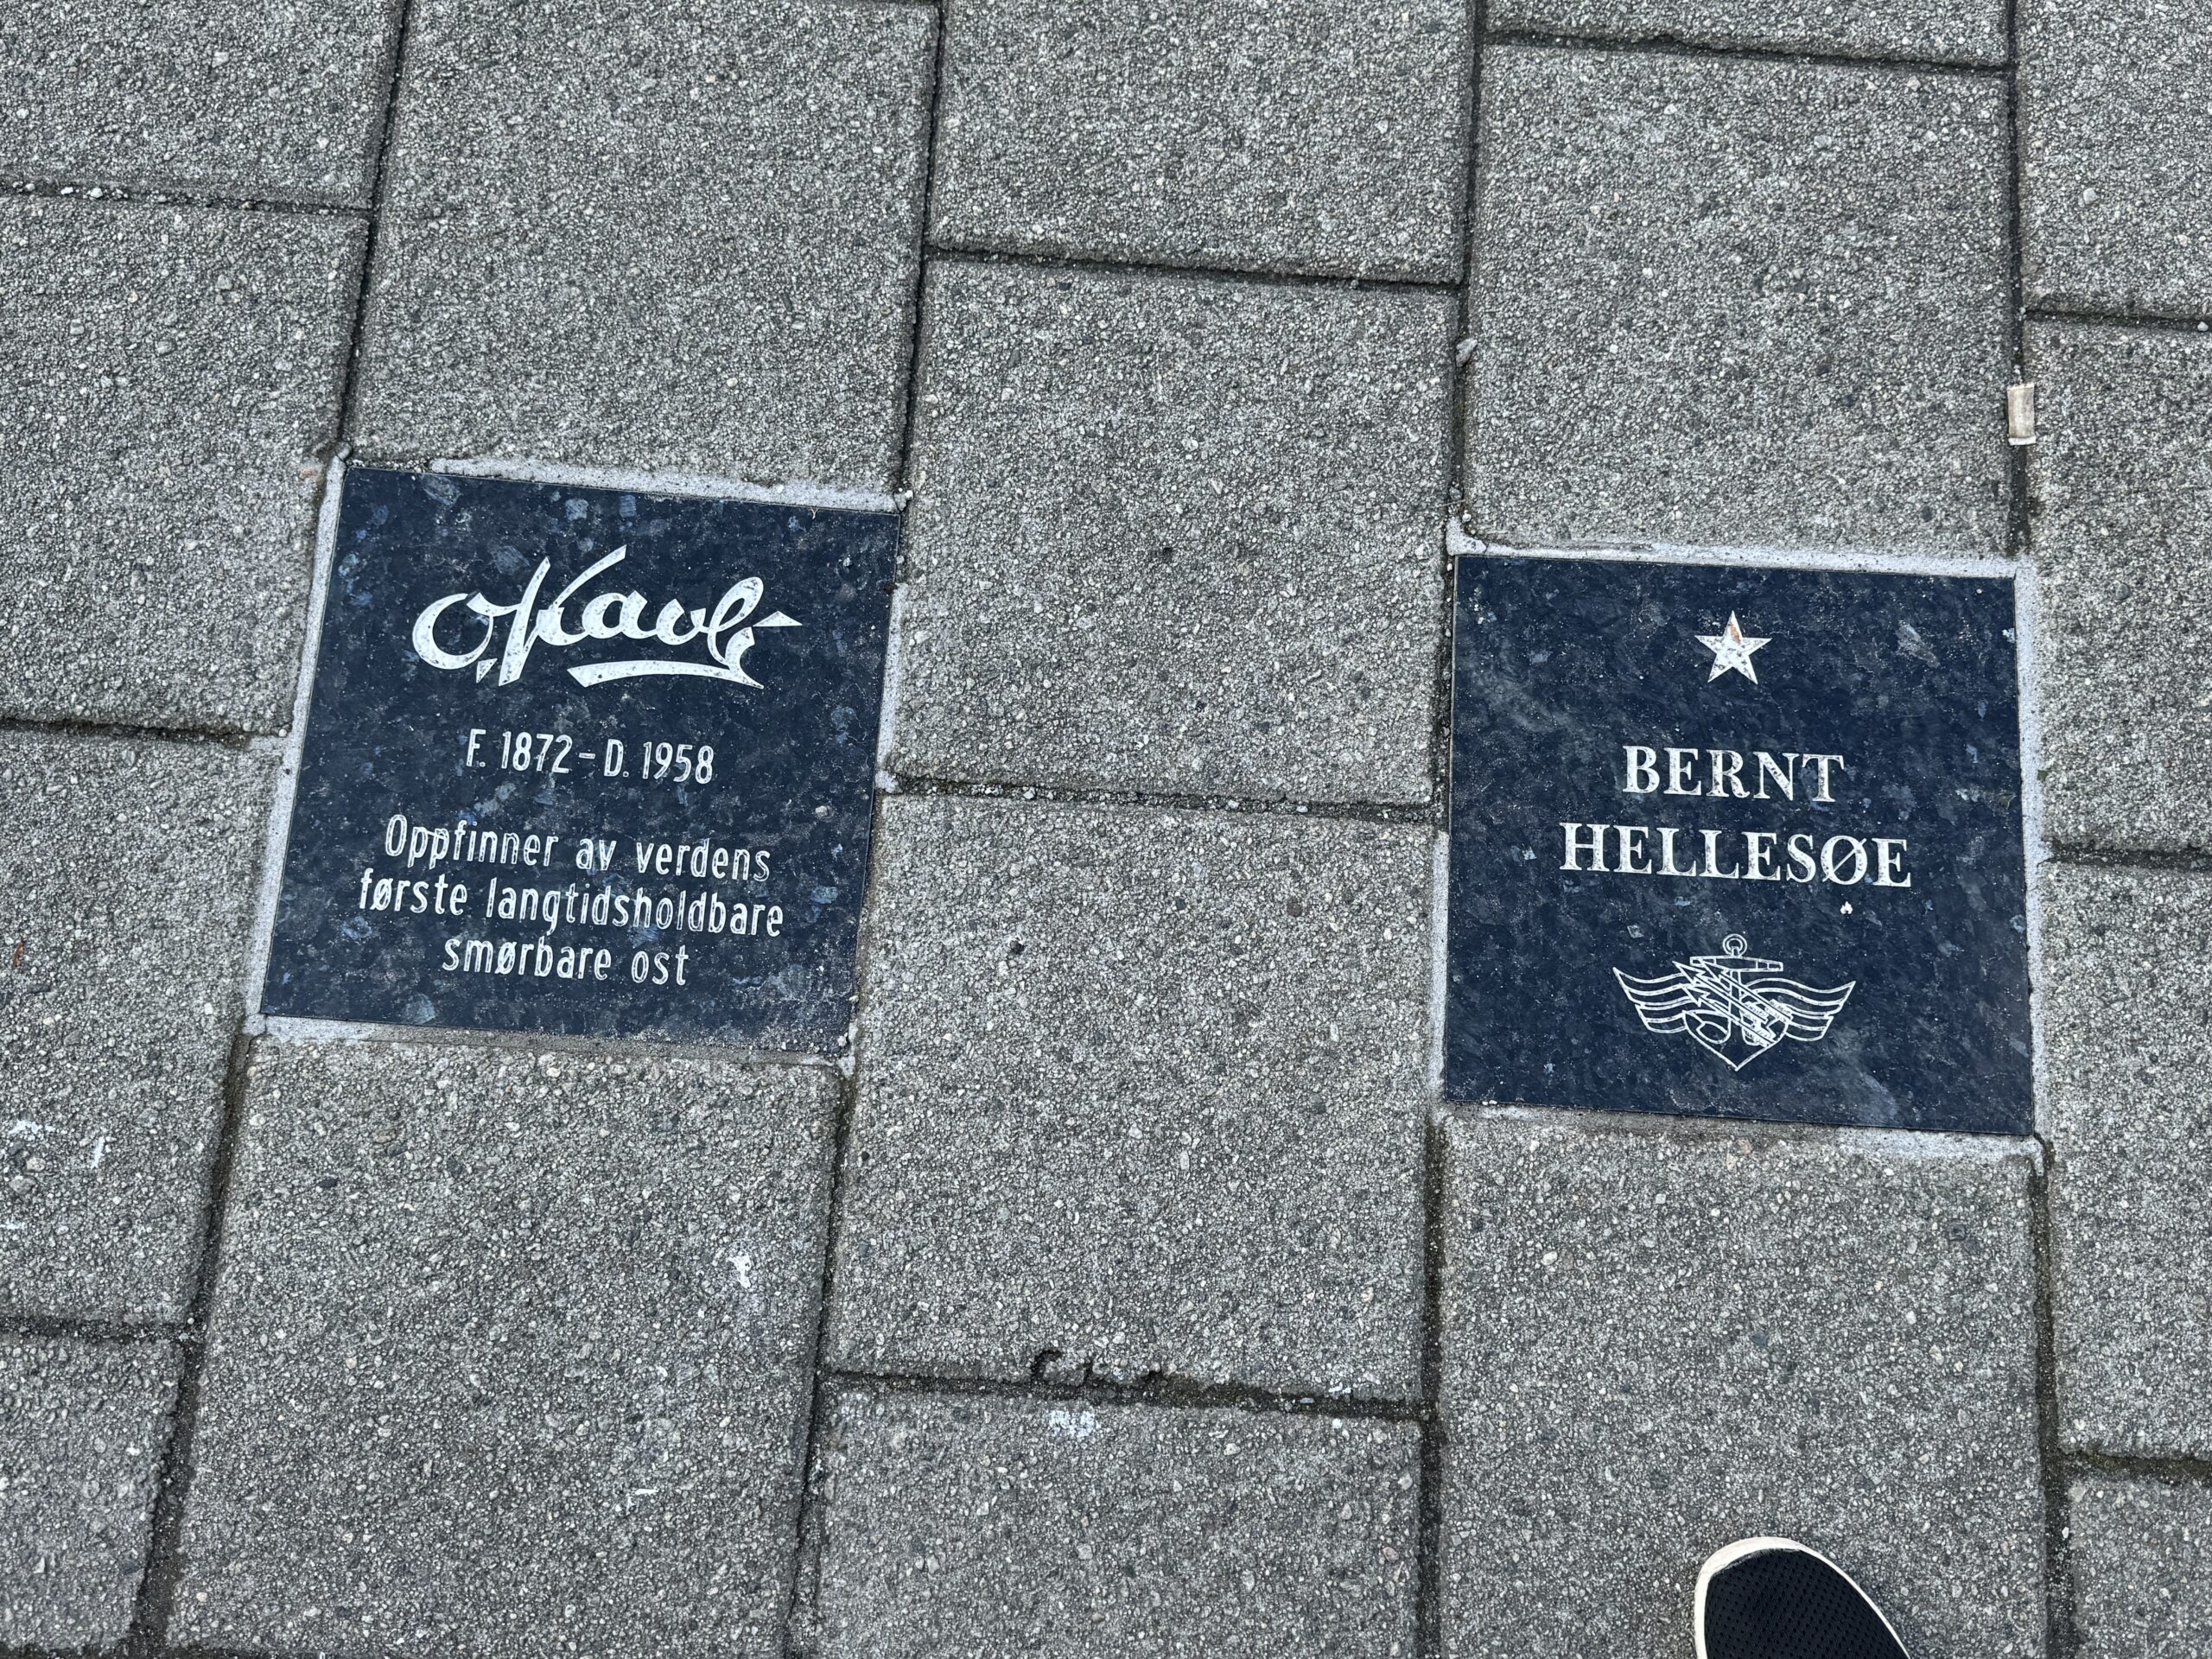 O. Kavli
F. 1872 – D. 1958
Oppfinner av verdens
første langtidsholdbare
smørbare ost
BERNT
HELLESØE